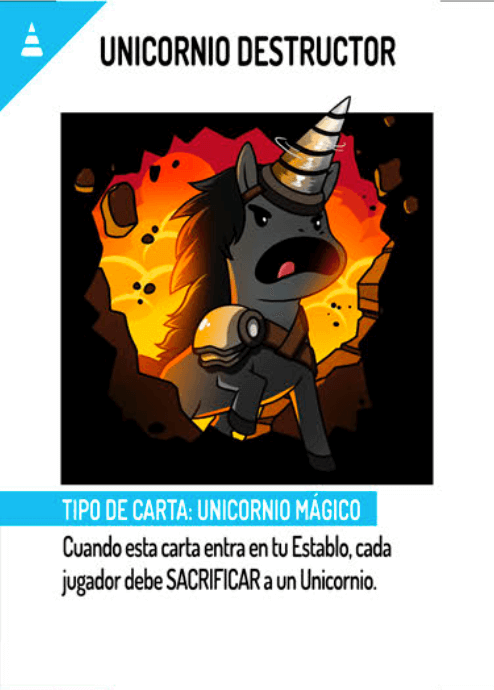 UNICORNIO DESTRUCTOR
TIPO DE CARTA: UNICORNIO MÁGICO
Cuando esta carta entra en tu Establo, cada
jugador debe SACRIFICAR a un Unicornio.